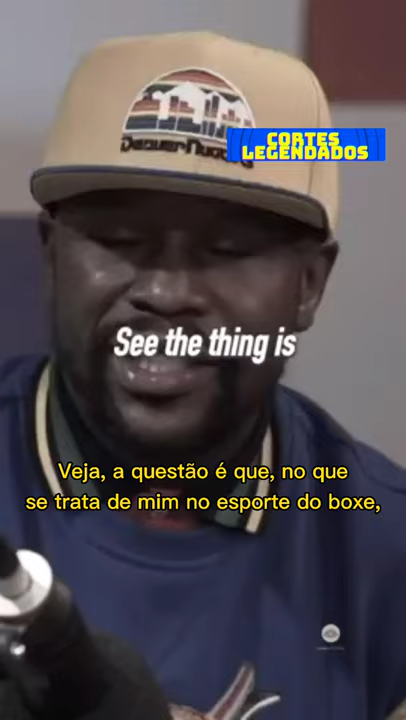 CORTES
LEGENDADOS
Denver Nuggets
See the thing is
Veja, a questão é que, no que
se trata de mim no esporte do boxe,